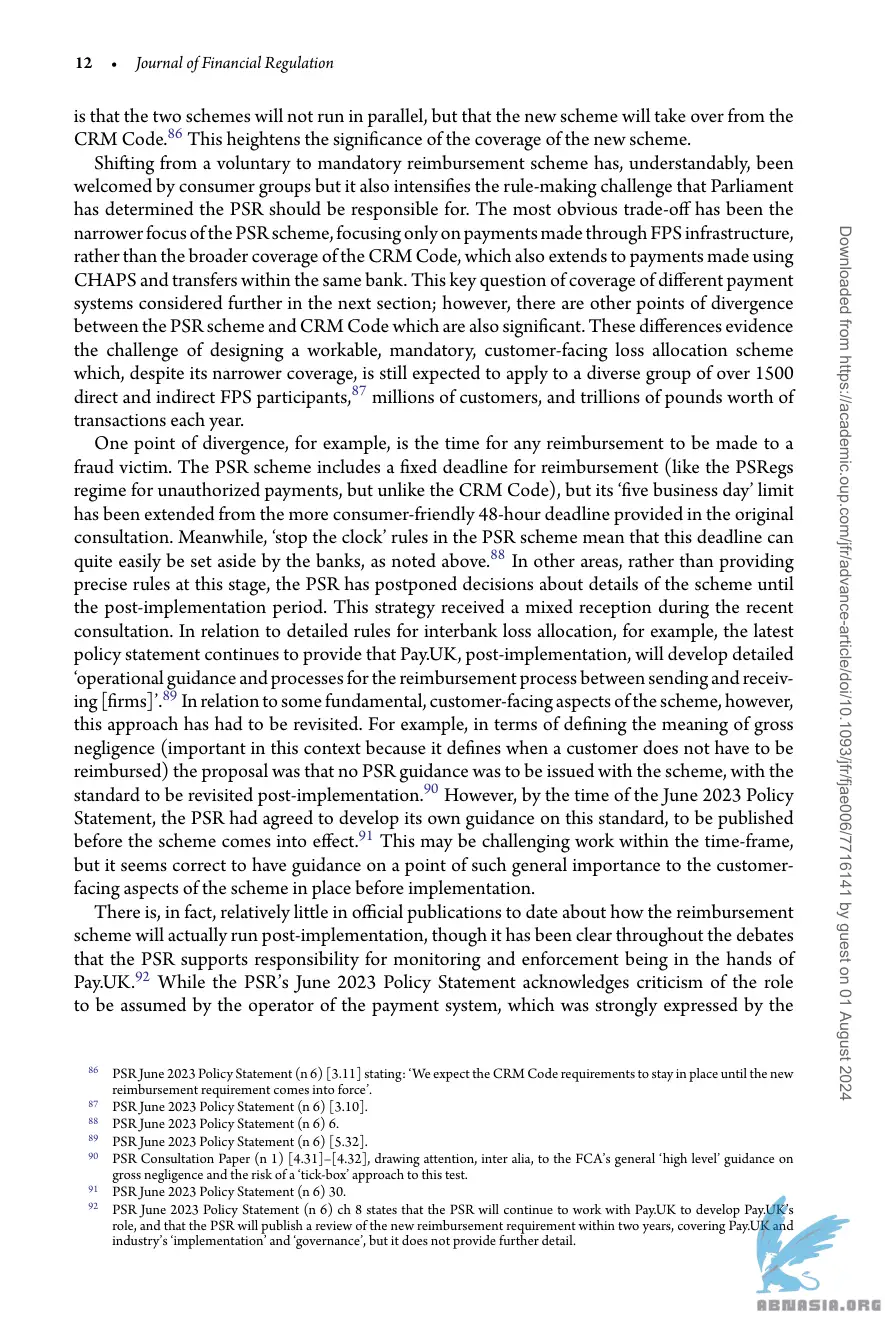 12 • Journal of Financial Regulation
is that the two schemes will not run in parallel, but that the new scheme will take over from the
CRM Code.86 This heightens the significance of the coverage of the new scheme.
Shifting from a voluntary to mandatory reimbursement scheme has, understandably, been
welcomed by consumer groups but it also intensifies the rule-making challenge that Parliament
has determined the PSR should be responsible for. The most obvious trade-off has been the
narrower focus of the PSR scheme, focusing only on payments made through FPS infrastructure,
rather than the broader coverage of the CRM Code, which also extends to payments made using
CHAPS and transfers within the same bank. This key question of coverage of different payment
systems considered further in the next section; however, there are other points of divergence
between the PSR scheme and CRM Code which are also significant. These differences evidence
the challenge of designing a workable, mandatory, customer-facing loss allocation scheme
which, despite its narrower coverage, is still expected to apply to a diverse group of over 1500
direct and indirect FPS participants,87 millions of customers, and trillions of pounds worth of
transactions each year.
One point of divergence, for example, is the time for any reimbursement to be made to a
fraud victim. The PSR scheme includes a fixed deadline for reimbursement (like the PSRegs
regime for unauthorized payments, but unlike the CRM Code), but its ‘five business day’ limit
has been extended from the more consumer-friendly 48-hour deadline provided in the original
consultation. Meanwhile, ‘stop the clock’ rules in the PSR scheme mean that this deadline can
quite easily be set aside by the banks, as noted above.88 In other areas, rather than providing
precise rules at this stage, the PSR has postponed decisions about details of the scheme until
the post-implementation period. This strategy received a mixed reception during the recent
consultation. In relation to detailed rules for interbank loss allocation, for example, the latest
policy statement continues to provide that Pay.UK, post-implementation, will develop detailed
‘operational guidance and processes for the reimbursement process between sending and receiv-
ing [firms]’.89 In relation to some fundamental, customer-facing aspects of the scheme, however,
this approach has had to be revisited. For example, in terms of defining the meaning of gross
negligence (important in this context because it defines when a customer does not have to be
reimbursed) the proposal was that no PSR guidance was to be issued with the scheme, with the
standard to be revisited post-implementation.90 However, by the time of the June 2023 Policy
Statement, the PSR had agreed to develop its own guidance on this standard, to be published
before the scheme comes into effect.91 This may be challenging work within the time-frame,
but it seems correct to have guidance on a point of such general importance to the customer-
facing aspects of the scheme in place before implementation.
There is, in fact, relatively little in official publications to date about how the reimbursement
scheme will actually run post-implementation, though it has been clear throughout the debates
that the PSR supports responsibility for monitoring and enforcement being in the hands of
Pay.UK.92 While the PSR’s June 2023 Policy Statement acknowledges criticism of the role
to be assumed by the operator of the payment system, which was strongly expressed by the
86 PSR June 2023 Policy Statement (n 6) [3.11] stating: ‘We expect the CRM Code requirements to stay in place until the new
reimbursement requirement comes into force’.
87 PSR June 2023 Policy Statement (n 6) [3.10].
88 PSR June 2023 Policy Statement (n 6) 6.
89 PSR June 2023 Policy Statement (n 6) [5.32].
90 PSR Consultation Paper (n 1) [4.31]–[4.32], drawing attention, inter alia, to the FCA’s general ‘high level’ guidance on
gross negligence and the risk of a ‘tick-box’ approach to this test.
91 PSR June 2023 Policy Statement (n 6) 30.
92 PSR June 2023 Policy Statement (n 6) ch 8 states that the PSR will continue to work with Pay.UK to develop Pay.UK’s
role, and that the PSR will publish a review of the new reimbursement requirement within two years, covering Pay.UK and
industry’s ‘implementation’ and ‘governance’, but it does not provide further detail.
Downloaded from https://academic.oup.com/jfr/advance-article/doi/10.1093/jfr/fjae006/7716141 by guest on 01 August 2024
ABNASIA.ORG